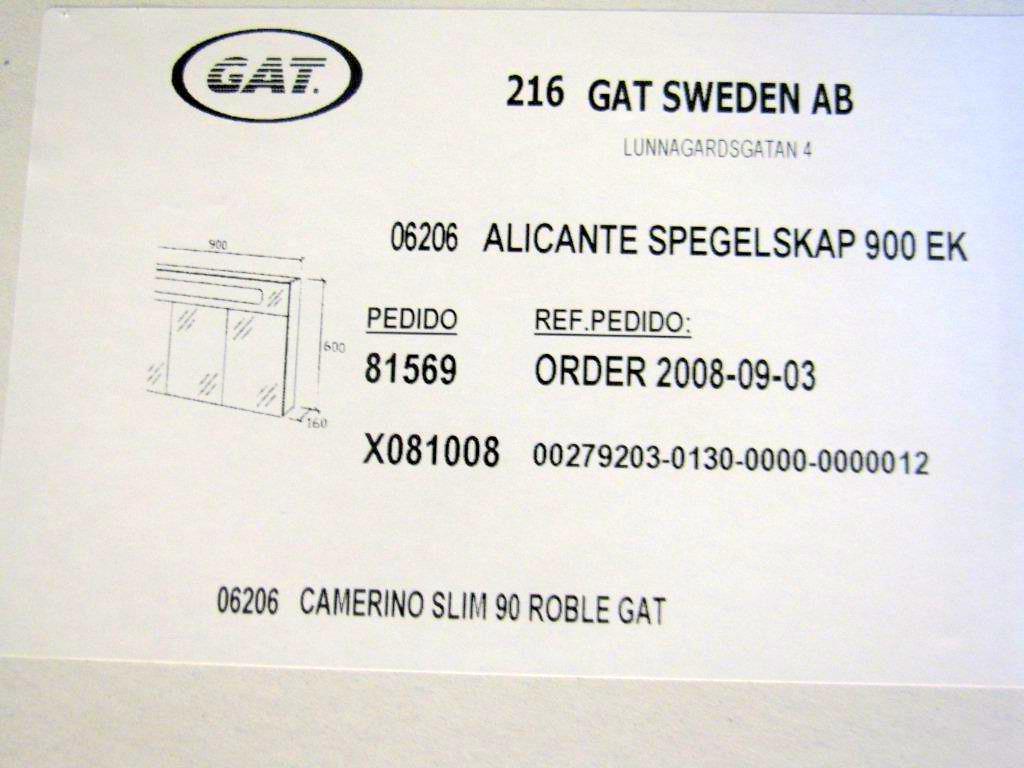 GAT.
216 GAT SWEDEN AB
LUNNAGARDSGATAN 4
06206 ALICANTE SPEGELSKAP 900 EK
900
600
160
PEDIDO REF.PEDIDO:
81569 ORDER 2008-09-03
X081008 00279203-0130-0000-0000012
06206 CAMERINO SLIM 90 ROBLE GAT